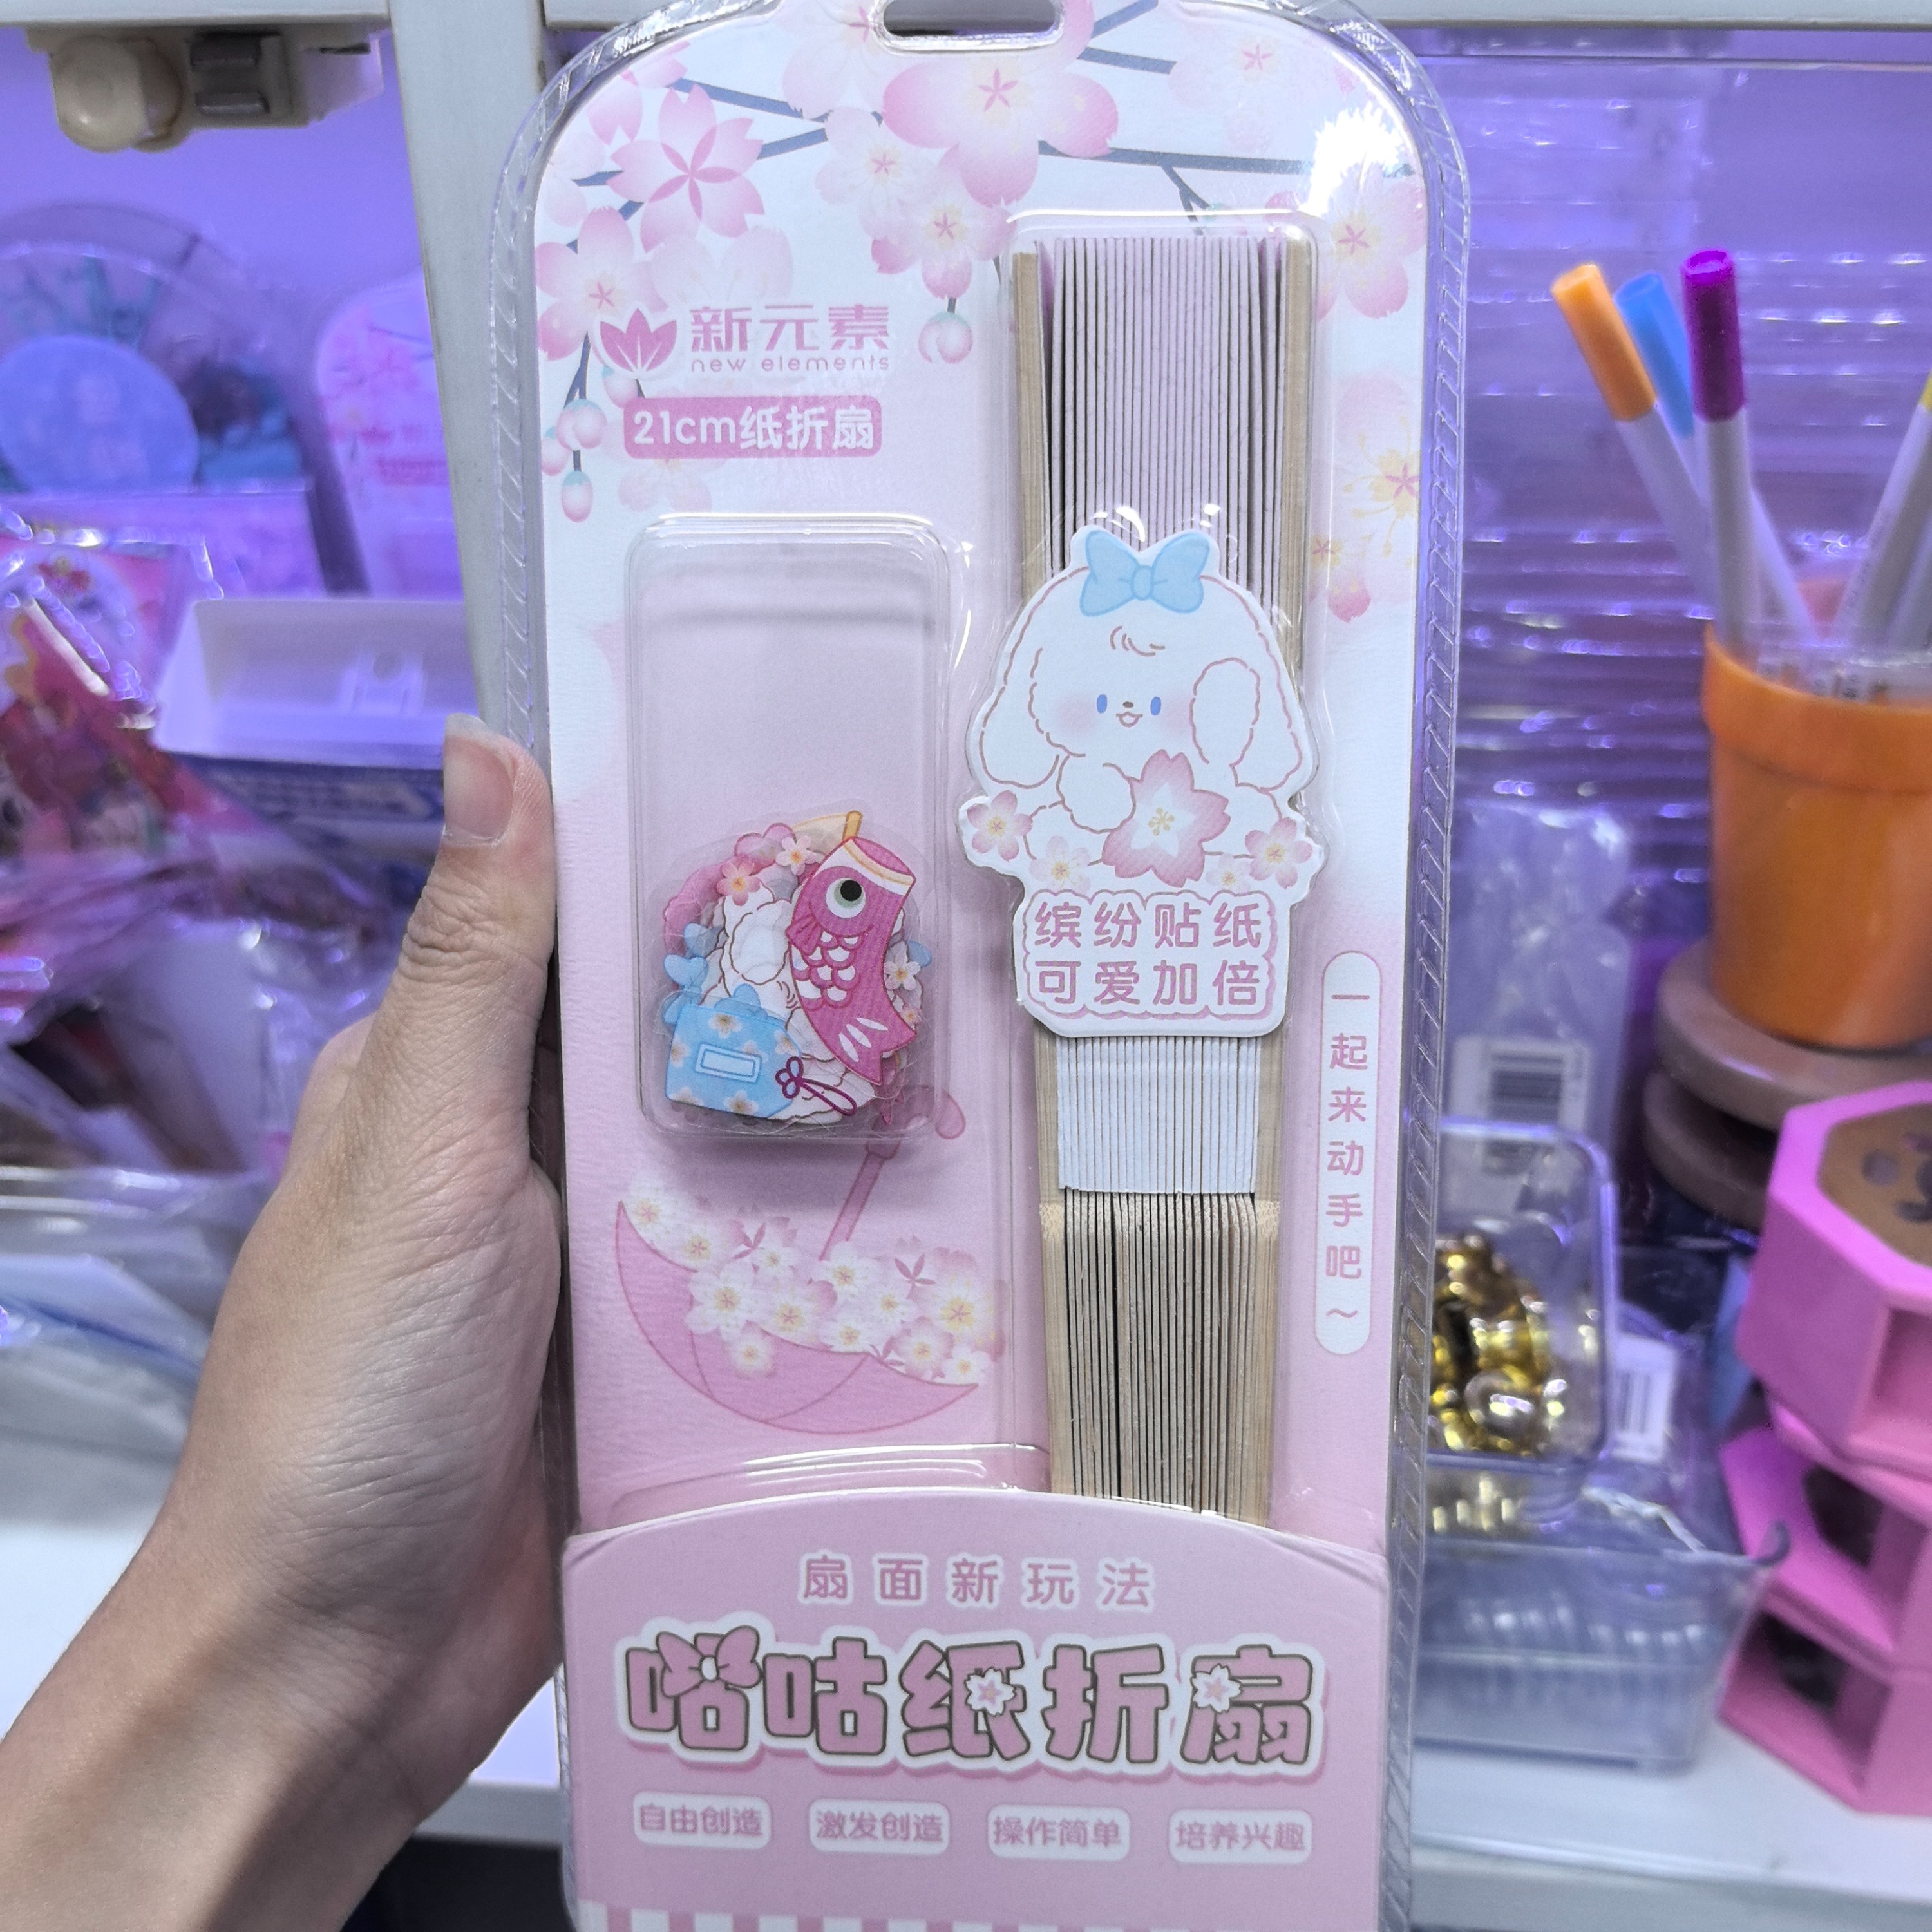 新元素
new elements
21cm纸折扇
缤纷贴纸
可爱加倍
一起来动手吧~
扇面新玩法
咕咕纸折扇
自由创造
激发创造
操作简单
培养兴趣